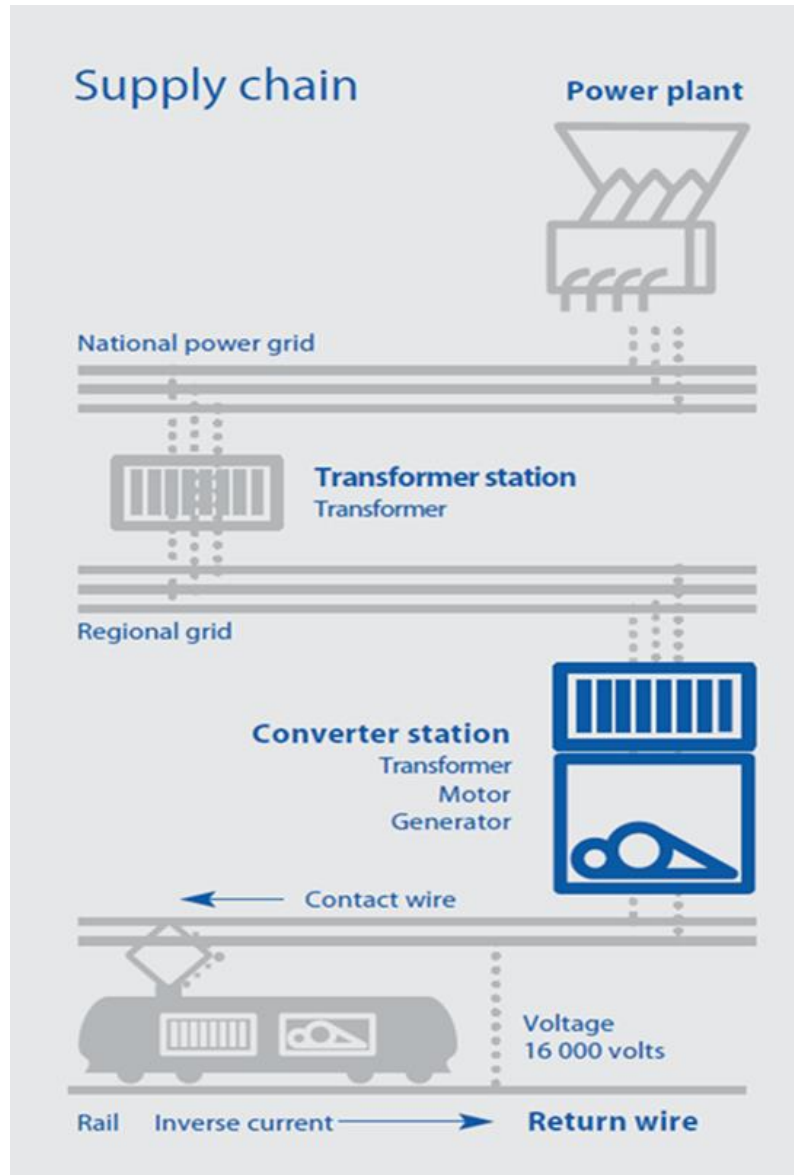 Supply chain
Power plant
National power grid
Transformer station
Transformer
Regional grid
Converter station
Transformer
Motor
Generator
Contact wire
Voltage
16 000 volts
Rail Inverse current Return wire